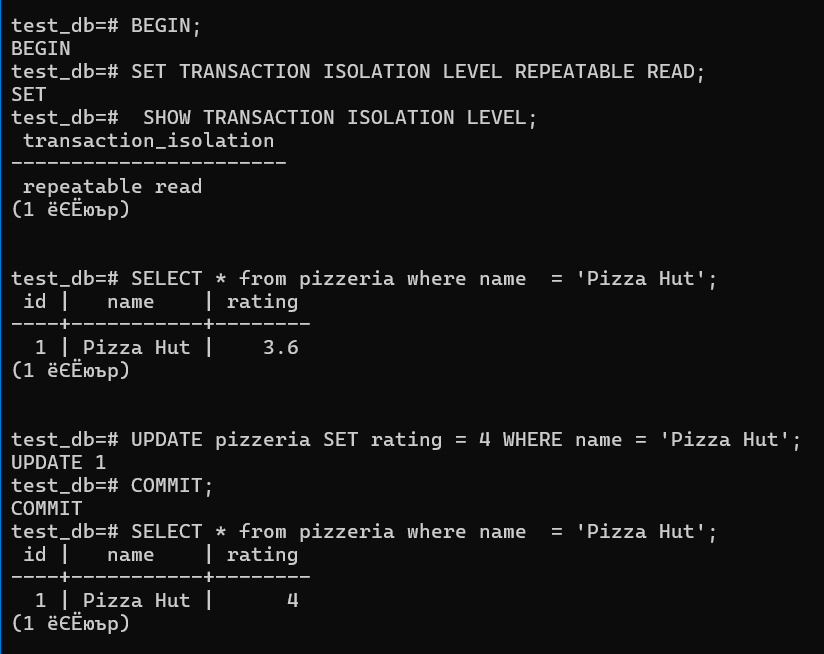 test_db=# BEGIN;
BEGIN
test_db=# SET TRANSACTION ISOLATION LEVEL REPEATABLE READ;
SET
test_db=#  SHOW TRANSACTION ISOLATION LEVEL;
 transaction_isolation
-----------------------
 repeatable read
(1 ёЄЁюър)
test_db=# SELECT * from pizzeria where name  = 'Pizza Hut';
 id |   name    | rating
----+-----------+--------
  1 | Pizza Hut |    3.6
(1 ёЄЁюър)
test_db=# UPDATE pizzeria SET rating = 4 WHERE name = 'Pizza Hut';
UPDATE 1
test_db=# COMMIT;
COMMIT
test_db=# SELECT * from pizzeria where name  = 'Pizza Hut';
 id |   name    | rating
----+-----------+--------
  1 | Pizza Hut |      4
(1 ёЄЁюър)